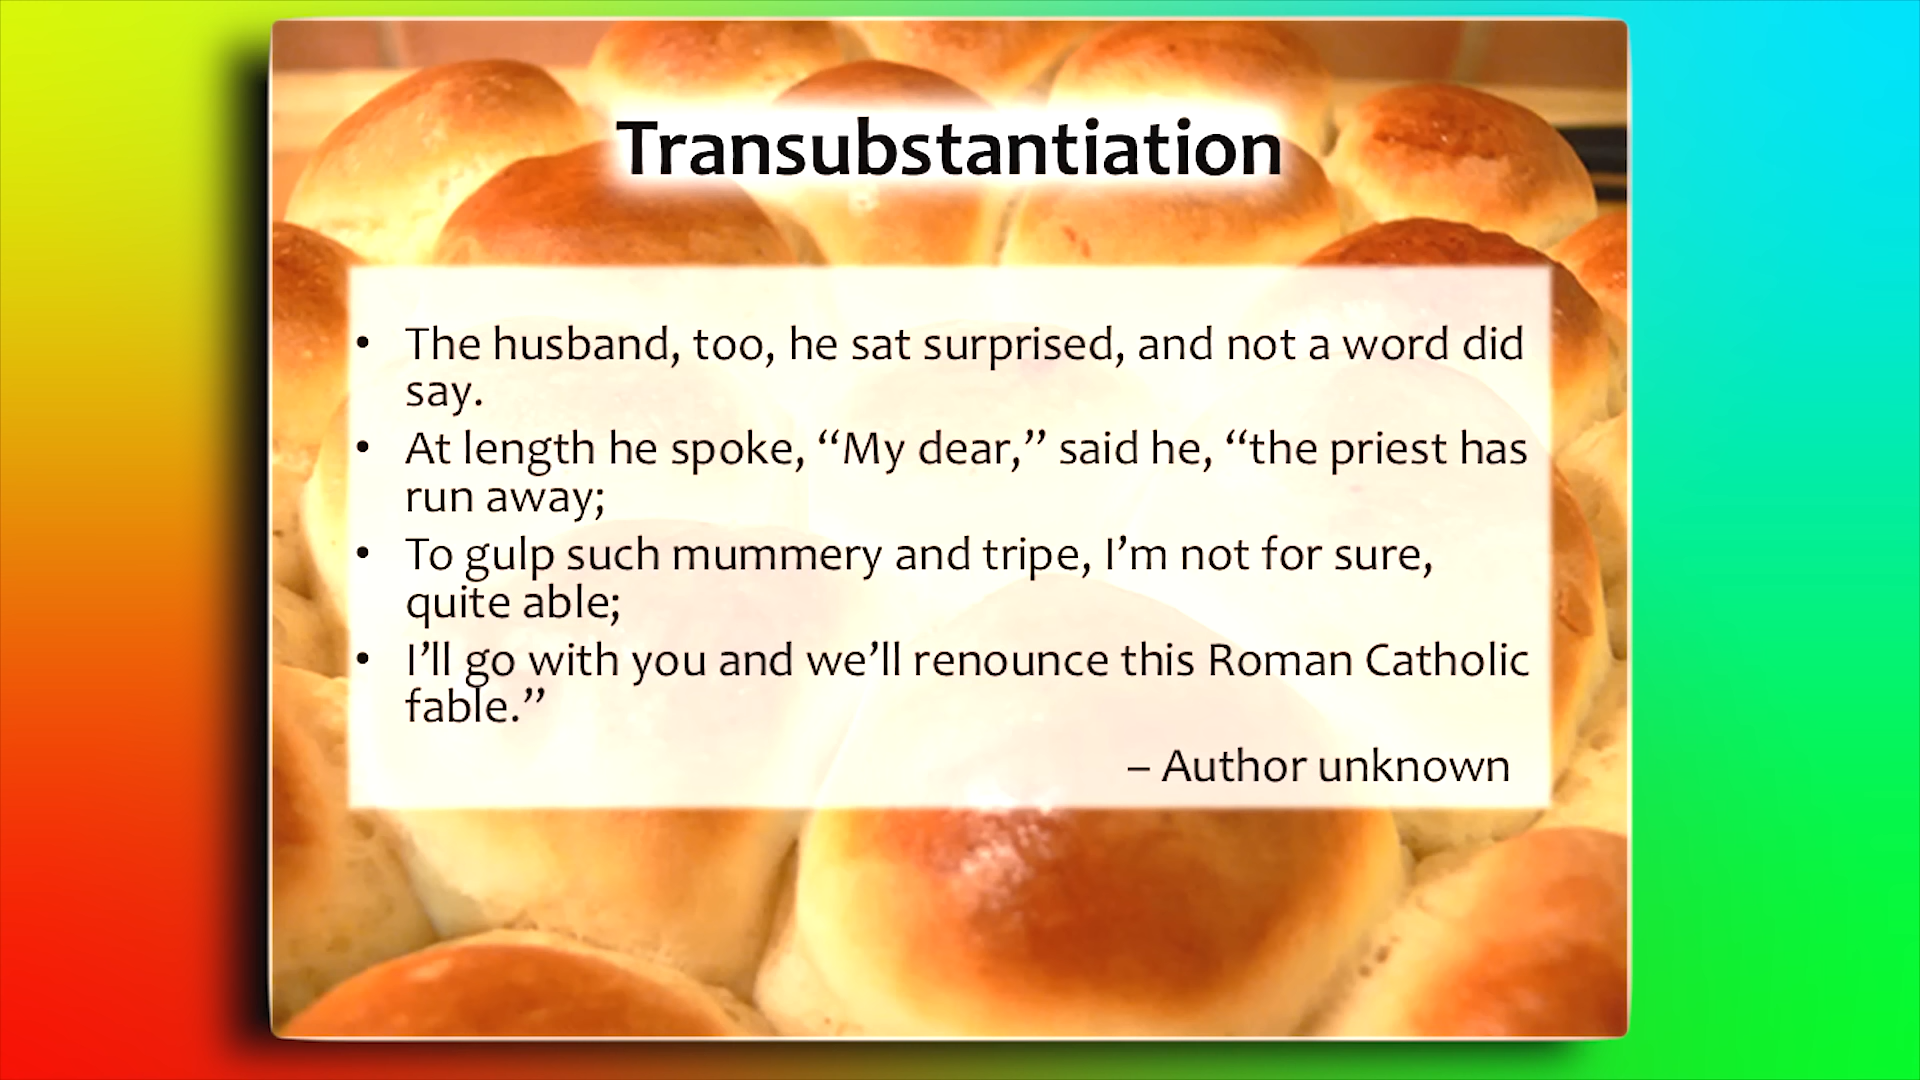 Transubstantiation
• The husband, too, he sat surprised, and not a word did
say.
• At length he spoke, “My dear,” said he, “the priest has
run away;
• To gulp such mummery and tripe, I’m not for sure,
quite able;
• I’ll go with you and we’ll renounce this Roman Catholic
fable.”
– Author unknown